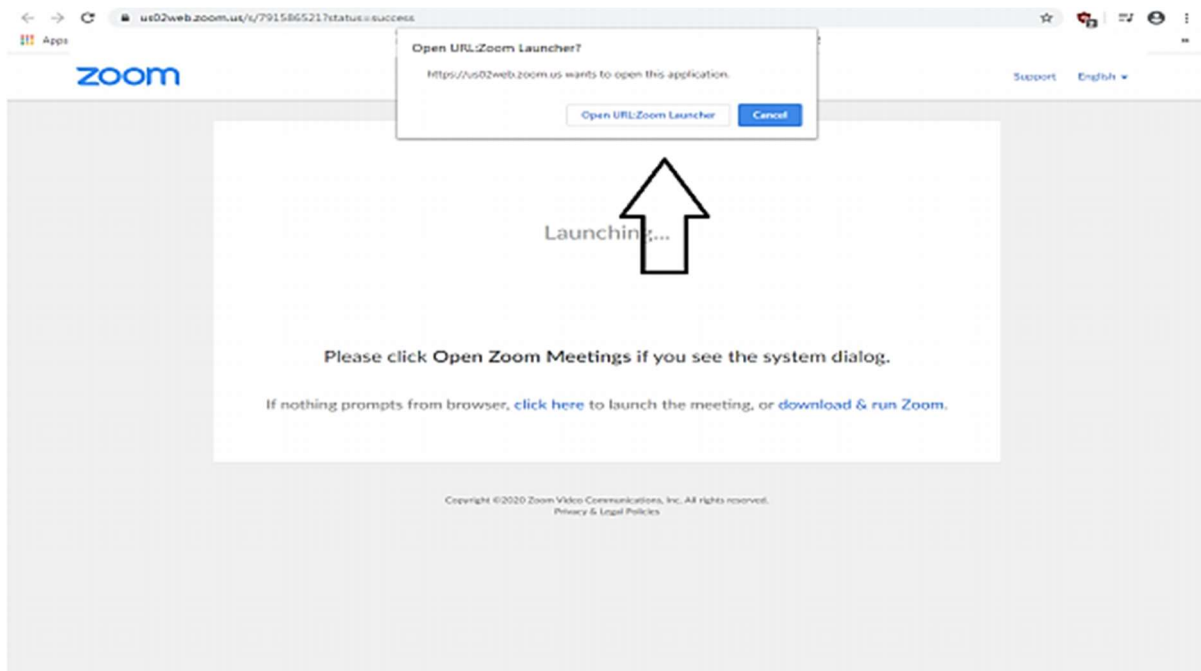 us02web.zoom.us/s/791586521?status=success
Apps
Open URL:Zoom Launcher?
https://us02web.zoom.us wants to open this application.
Open URL:Zoom Launcher Cancel
zoom Support English
Launching...
Please click Open Zoom Meetings if you see the system dialog.
If nothing prompts from browser, click here to launch the meeting, or download & run Zoom.
Copyright ©2020 Zoom Video Communications, Inc. All rights reserved.
Privacy & Legal Policies